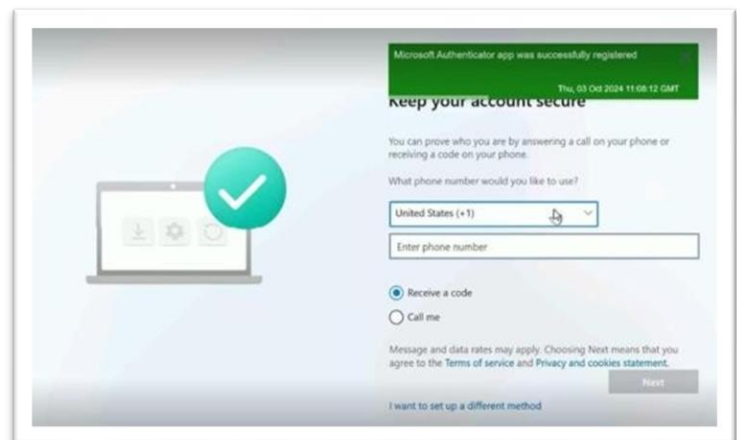 Microsoft Authenticator app was successfully registered
Thu, 03 Oct 2024 11:08:12 GMT
Keep your account secure
You can prove who you are by answering a call on your phone or
receiving a code on your phone.
What phone number would you like to use?
United States (+1)
Enter phone number
Receive a code
Call me
Message and data rates may apply. Choosing Next means that you
agree to the Terms of service and Privacy and cookies statement.
Next
I want to set up a different method